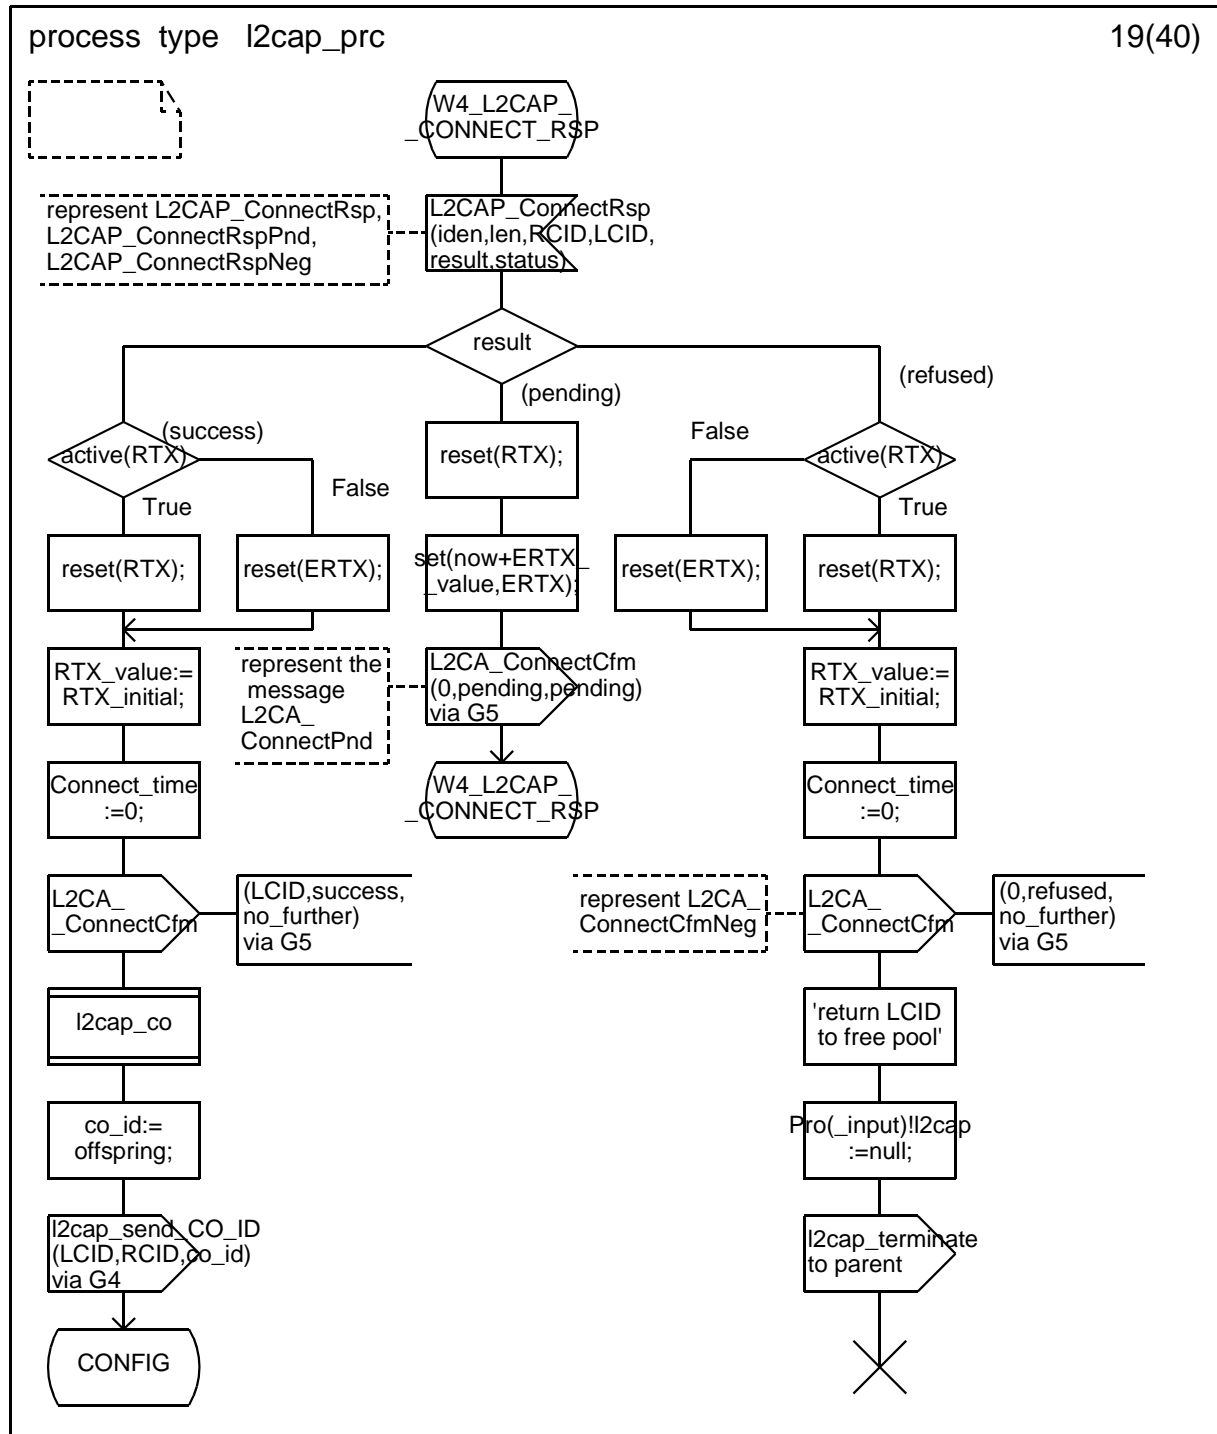 process type l2cap_prc
19(40)
W4_L2CAP_
_CONNECT_RSP
represent L2CAP_ConnectRsp,
L2CAP_ConnectRspPnd,
L2CAP_ConnectRspNeg
L2CAP_ConnectRsp
(iden,len,RCID,LCID,
result,status)
result
(success)
(pending)
(refused)
active(RTX)
True
False
reset(RTX);
False
active(RTX)
True
reset(RTX);
reset(ERTX);
set(now+ERTX_
_value,ERTX);
reset(ERTX);
reset(RTX);
RTX_value:=
RTX_initial;
represent the
message
L2CA_
ConnectPnd
L2CA_ConnectCfm
(0,pending,pending)
via G5
RTX_value:=
RTX_initial;
Connect_time
:=0;
W4_L2CAP_
_CONNECT_RSP
Connect_time
:=0;
L2CA_
_ConnectCfm
(LCID,success,
no_further)
via G5
represent L2CA_
ConnectCfmNeg
L2CA_
_ConnectCfm
(0,refused,
no_further)
via G5
l2cap_co
'return LCID
to free pool'
co_id:=
offspring;
Pro(_input)!l2cap
:=null;
l2cap_send_CO_ID
(LCID,RCID,co_id)
via G4
l2cap_terminate
to parent
CONFIG